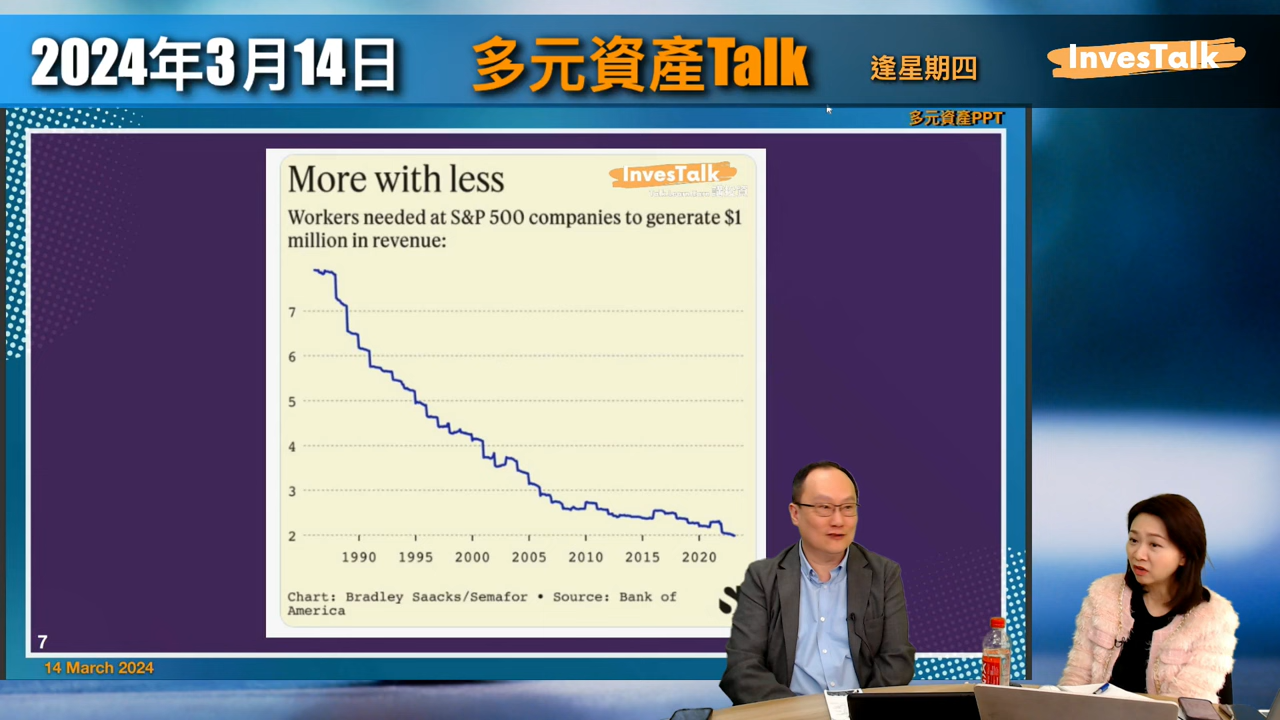 2024年3月14日
多元資產Talk
逢星期四
InvesTalk
多元資產PPT
More with less
InvesTalk
Workers needed at S&P 500 companies to generate $1
million in revenue:
7
6
5
4
3
2
1990 1995 2000 2005 2010 2015 2020
Chart: Bradley Saacks/Semafor • Source: Bank of
America
7
14 March 2024